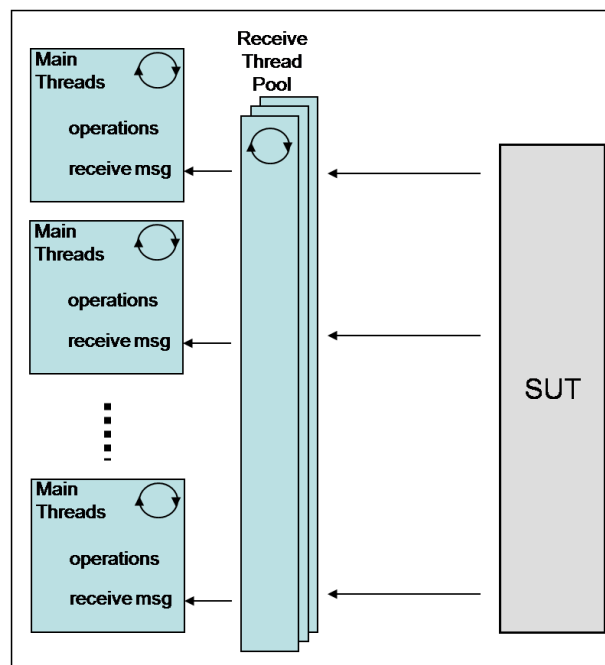 Receive
Thread
Pool
Main
Threads
operations
receive msg
Main
Threads
operations
receive msg
Main
Threads
operations
receive msg
SUT